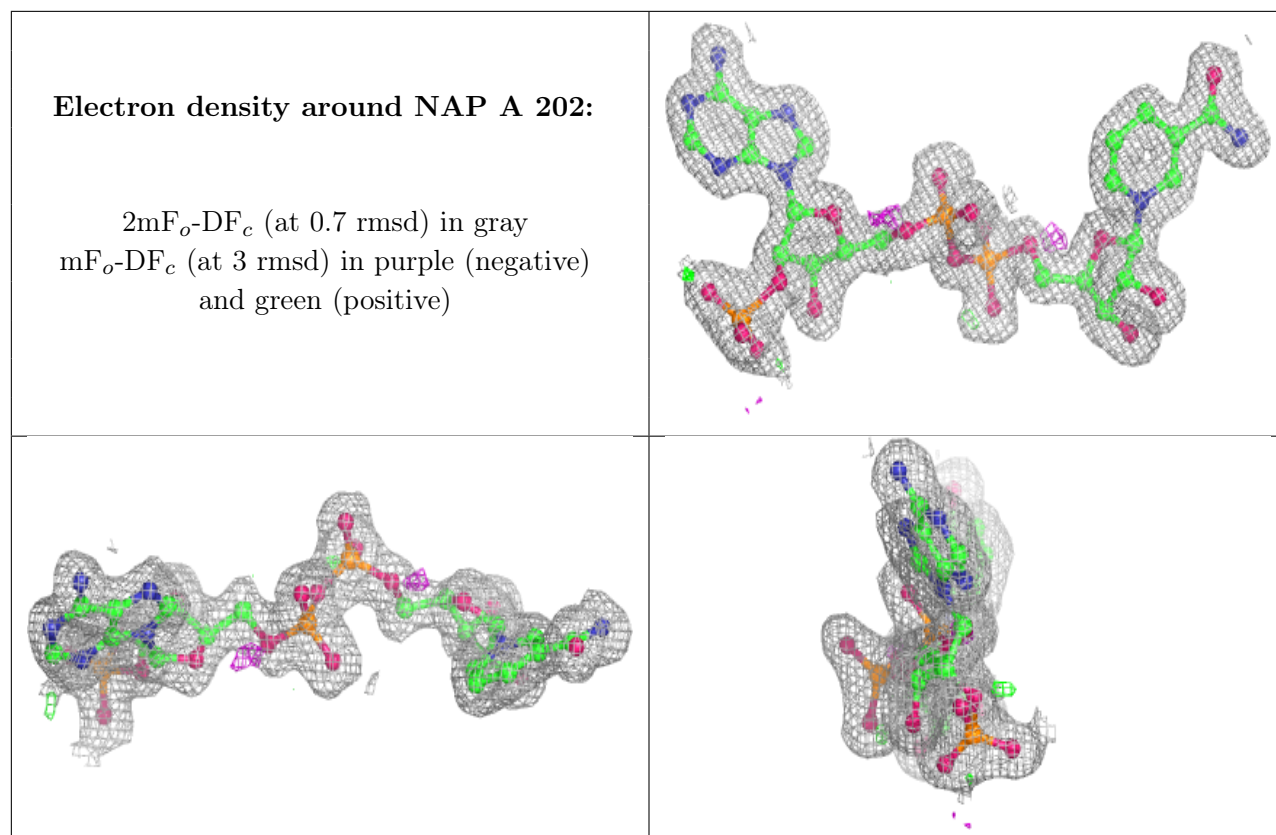 Electron density around NAP A 202:
2mFo-DFc (at 0.7 rmsd) in gray
mFo-DFc (at 3 rmsd) in purple (negative)
and green (positive)